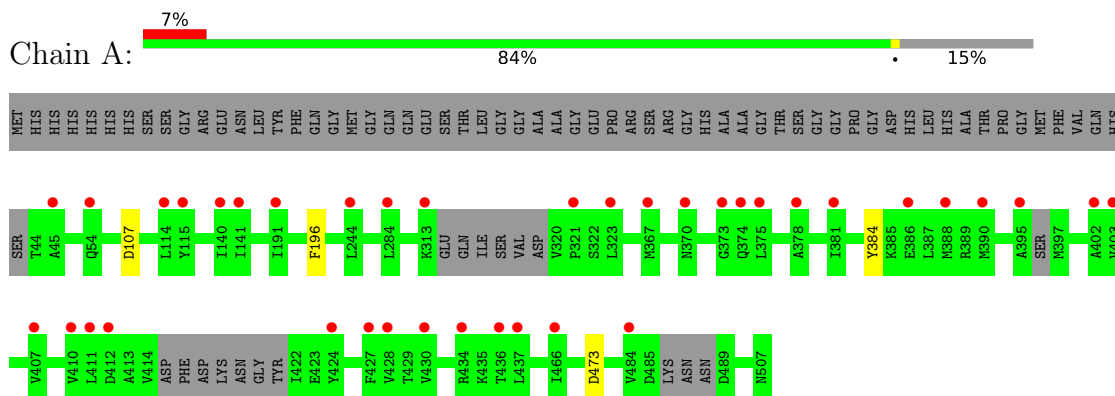 7%
Chain A:
84%
15%
MET HIS HIS HIS HIS HIS HIS SER SER GLY ARG GLU ASN LEU TYR PHE GLN GLY MET GLY GLN GLN GLU SER THR LEU GLY GLY ALA ALA GLY GLU PRO ARG SER ARG GLY HIS ALA ALA GLY THR SER GLY GLY PRO GLY ASP HIS LEU HIS ALA THR PRO GLY MET PHE VAL GLN HIS
SER T44 A45 Q54 D107 L114 Y115 I140 I141 I191 F196 L244 L284 K313 GLU GLN ILE SER VAL ASP V320 P321 S322 L323 M367 N370 G373 Q374 L375 A378 I381 Y384 K385 E386 L387 M388 R389 M390 A395 SER M397 A402 V403
V407 V410 L411 D412 A413 V414 ASP PHE ASP LYS ASN GLY TYR I422 E423 Y424 F427 V428 T429 V430 R434 K435 T436 L437 I466 D473 V484 D485 LYS ASN ASN D489 N507